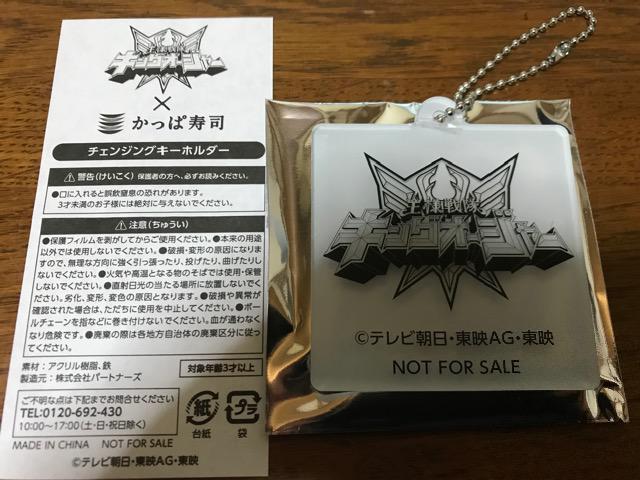 王様戦隊
キングオージャー
×
かっぱ寿司
チェンジングキーホルダー
警告(けいこく) 保護者の方へ、必ずお読みください。
●口に入れると誤飲窒息の恐れがあります。
3才未満のお子様には絶対に与えないでください。
注意(ちゅうい)
●保護フィルムを剥がしてからご使用ください。●本来の用途
以外では使用しないでください。●破損・変形の原因になりま
すので、無理な方向に強く引っ張ったり、投げたり、曲げたりし
ないでください。●火気や高温となる物のそばでは使用・保管
しないでください。●直射日光の当たる場所に放置しないでく
ださい。劣化、変形、変色の原因となります。●破損や異常が
確認された場合は、ただちに使用を中止してください。●ボー
ルチェーンを指などに巻き付けないでください。血が通わなく
なり危険です。●廃棄の際は各地方自治体の廃棄区分に従っ
てください。
素材：アクリル樹脂、鉄
製造元：株式会社パートナーズ
対象年齢3才以上
ご不明な点は下記までお問合せください
TEL:0120-692-430
10:00〜17:00(土・日・祝日除く)
紙
台紙
プラ
袋
MADE IN CHINA NOT FOR SALE
©テレビ朝日・東映AG・東映
王様戦隊
キングオージャー
©テレビ朝日・東映AG・東映
NOT FOR SALE